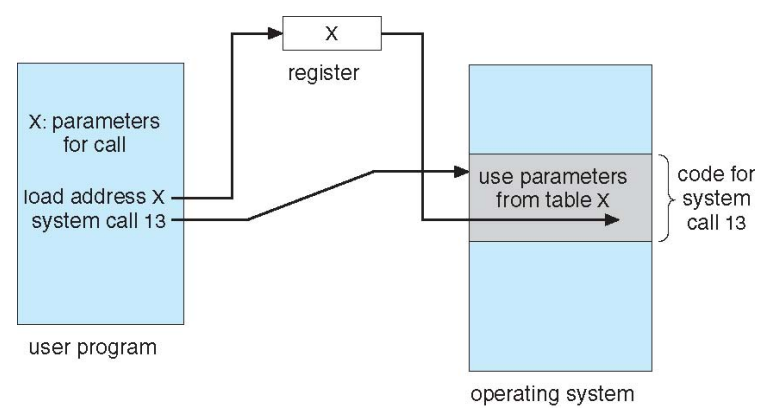 X
register
X: parameters
for call
load address X
system call 13
use parameters
from table X
code for
system
call 13
user program
operating system